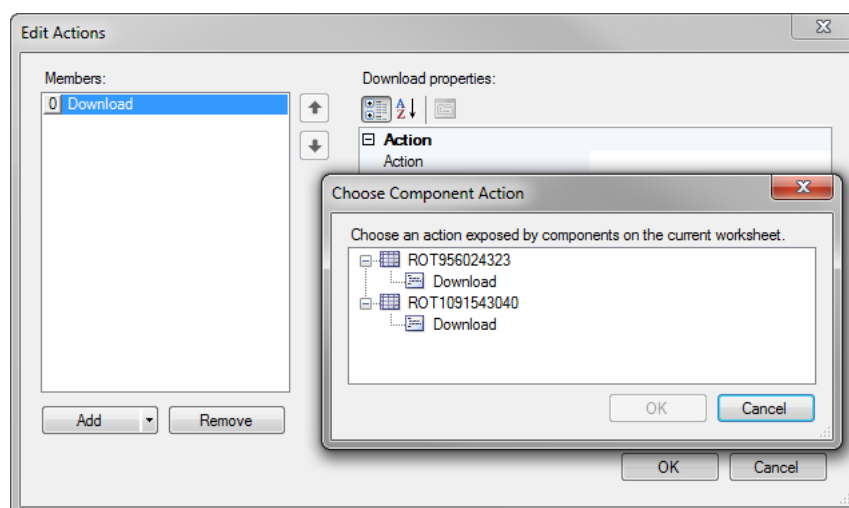 Edit Actions
Members:
0 Download
Add
Remove
Download properties:
Action
Action
Choose Component Action
Choose an action exposed by components on the current worksheet.
ROT956024323
Download
ROT1091543040
Download
OK
Cancel
OK
Cancel